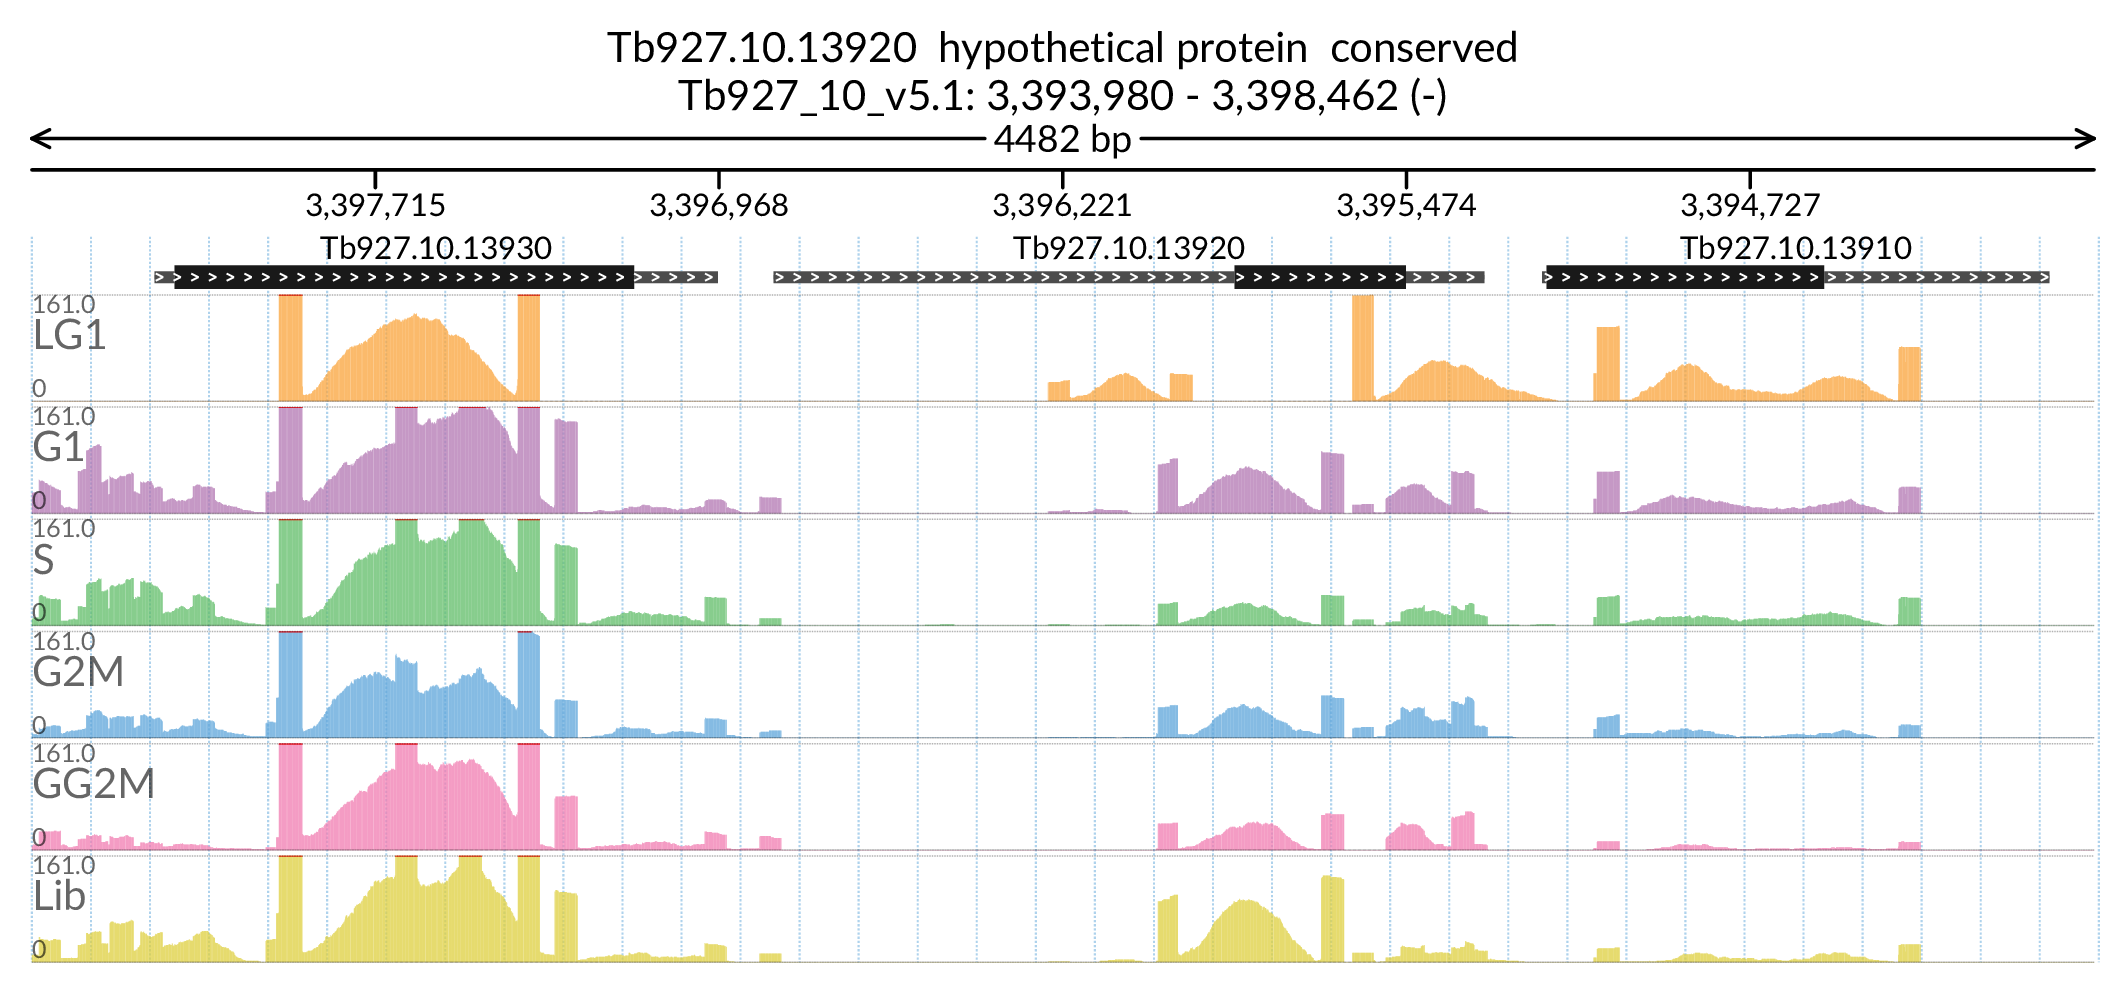 Tb927.10.13920  hypothetical protein  conserved
Tb927_10_v5.1: 3,393,980 - 3,398,462 (-)
4482 bp
3,397,715 3,396,968 3,396,221 3,395,474 3,394,727
Tb927.10.13930 Tb927.10.13920 Tb927.10.13910
161.0
LG1
0
161.0
G1
0
161.0
S
0
161.0
G2M
0
161.0
GG2M
0
161.0
Lib
0